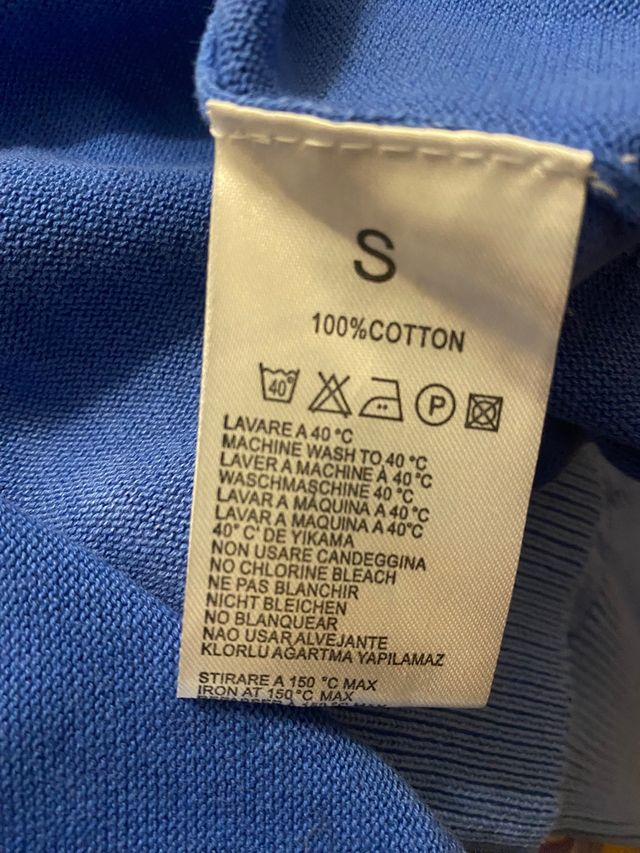 S
100%COTTON
40° P
LAVARE A 40 °C
MACHINE WASH TO 40 °C
LAVER A MACHINE À 40 °C
WASCHMASCHINE 40 °C
LAVAR A MÁQUINA A 40 °C
LAVAR A MAQUINA A 40°C
40° C' DE YIKAMA
NON USARE CANDEGGINA
NO CHLORINE BLEACH
NE PAS BLANCHIR
NICHT BLEICHEN
NO BLANQUEAR
NAO USAR ALVEJANTE
KLORLU AĞARTMA YAPILAMAZ
STIRARE A 150 °C MAX
IRON AT 150 °C MAX